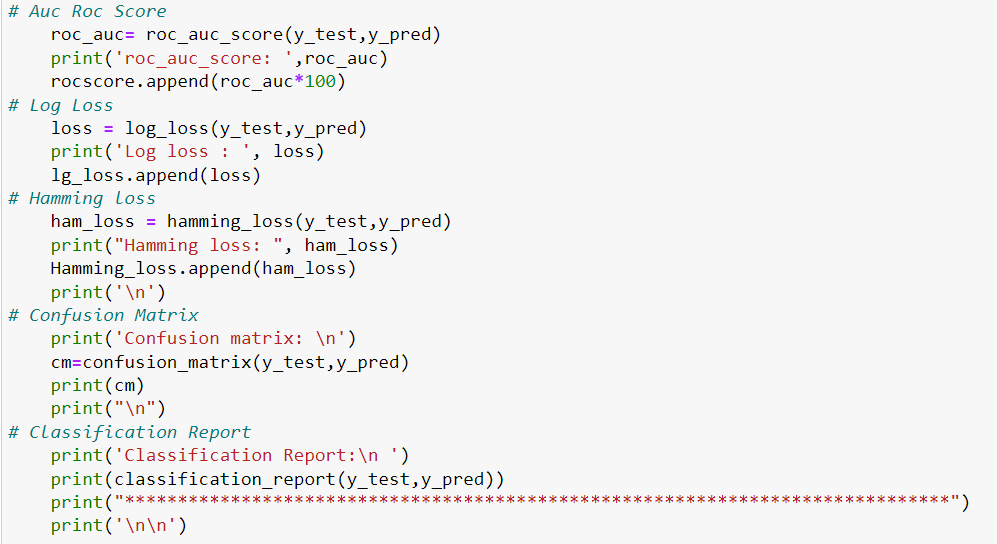 # Auc Roc Score
    roc_auc= roc_auc_score(y_test,y_pred)
    print('roc_auc_score: ',roc_auc)
    rocscore.append(roc_auc*100)
# Log Loss
    loss = log_loss(y_test,y_pred)
    print('Log loss : ', loss)
    lg_loss.append(loss)
# Hamming loss
    ham_loss = hamming_loss(y_test,y_pred)
    print("Hamming loss: ", ham_loss)
    Hamming_loss.append(ham_loss)
    print('\n')
# Confusion Matrix
    print('Confusion matrix: \n')
    cm=confusion_matrix(y_test,y_pred)
    print(cm)
    print("\n")
# Classification Report
    print('Classification Report:\n ')
    print(classification_report(y_test,y_pred))
    print("******************************************************************************")
    print('\n\n')